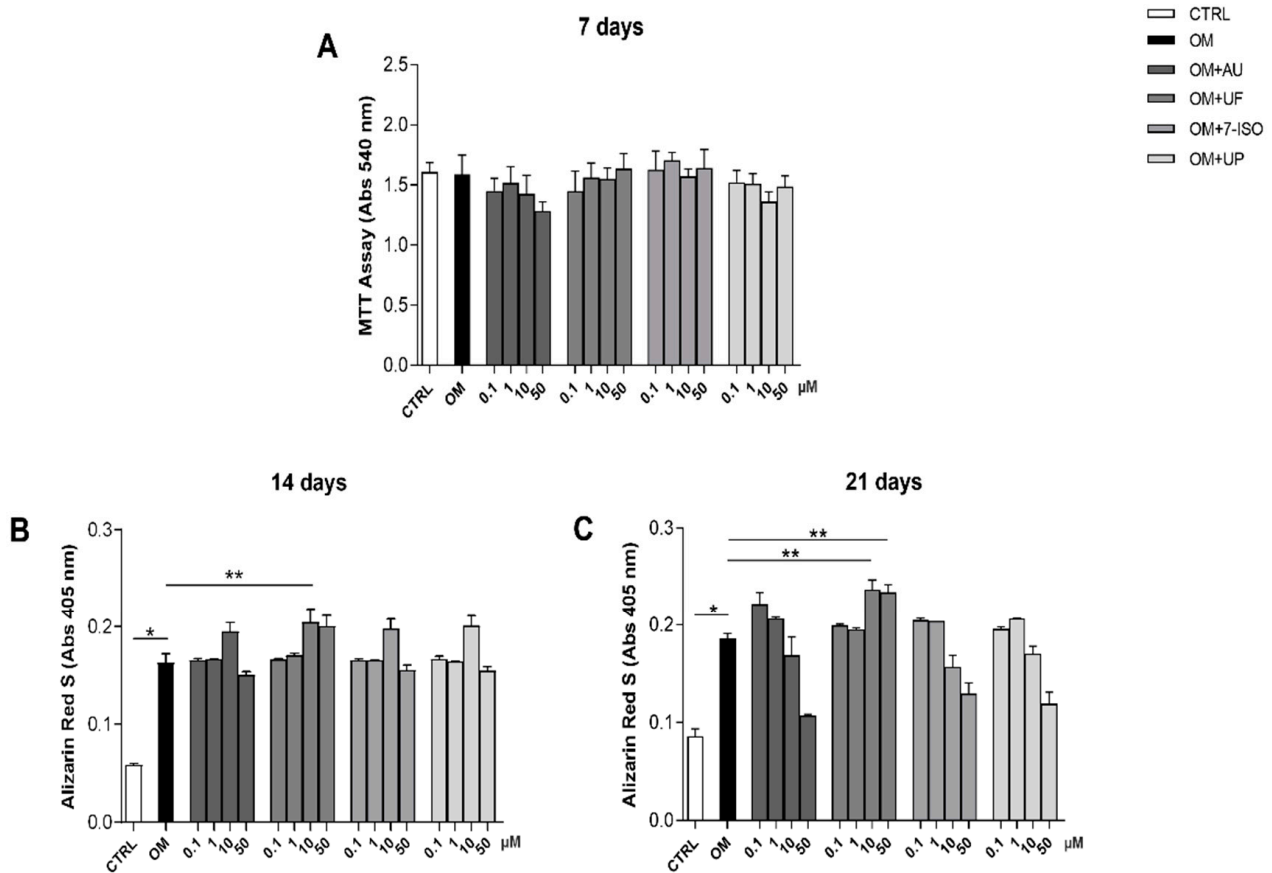 7 days
A
CTRL
OM
OM+AU
OM+UF
OM+7-ISO
OM+UP
MTT Assay (Abs 540 nm)
2.5
2.0
1.5
1.0
0.5
0.0
CTRL OM 0.1 1 10 50 0.1 1 10 50 0.1 1 10 50 0.1 1 10 50 µM
14 days
B
Alizarin Red S (Abs 405 nm)
0.3
0.2
0.1
0.0
* **
CTRL OM 0.1 1 10 50 0.1 1 10 50 0.1 1 10 50 0.1 1 10 50 µM
21 days
C
Alizarin Red S (Abs 405 nm)
0.3
0.2
0.1
0.0
**
**
*
CTRL OM 0.1 1 10 50 0.1 1 10 50 0.1 1 10 50 0.1 1 10 50 µM